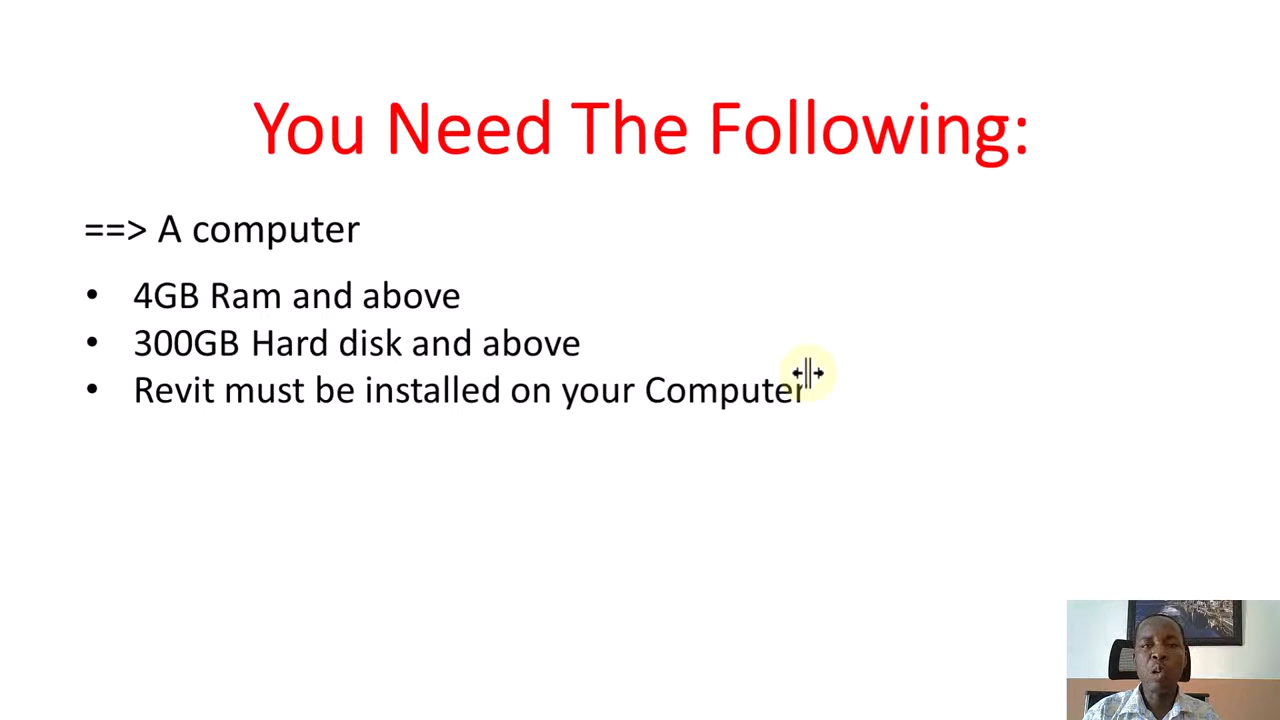 You Need The Following:
==> A computer
• 4GB Ram and above
• 300GB Hard disk and above
• Revit must be installed on your Computer